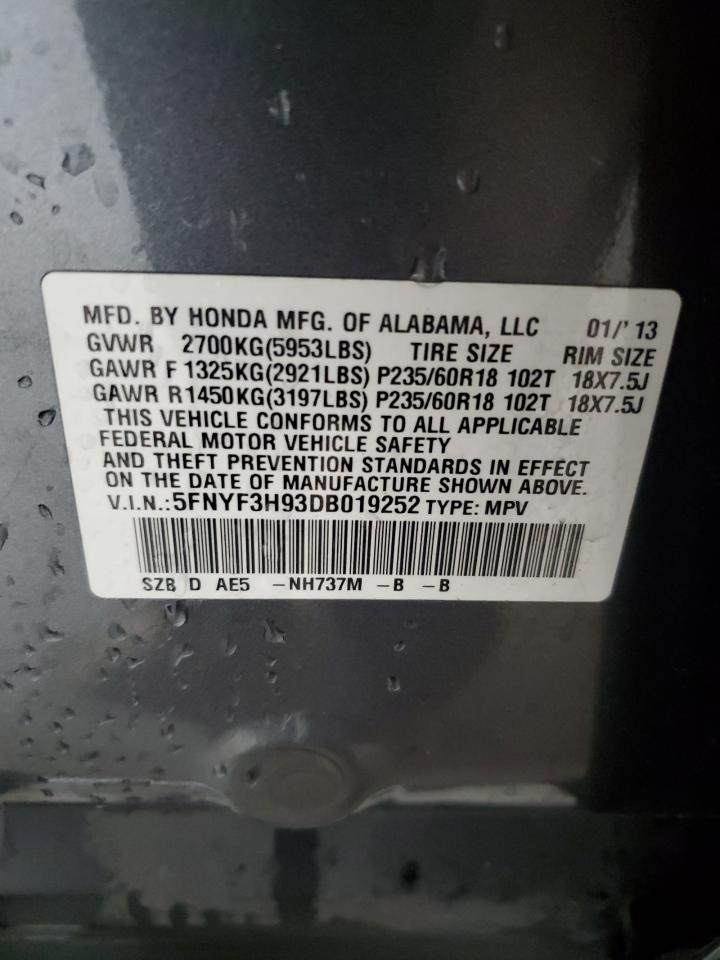 MFD. BY HONDA MFG. OF ALABAMA, LLC 01/'13
GVWR 2700KG(5953LBS) TIRE SIZE RIM SIZE
GAWR F 1325KG(2921LBS) P235/60R18 102T 18X7.5J
GAWR R1450KG(3197LBS) P235/60R18 102T 18X7.5J
THIS VEHICLE CONFORMS TO ALL APPLICABLE
FEDERAL MOTOR VEHICLE SAFETY
AND THEFT PREVENTION STANDARDS IN EFFECT
ON THE DATE OF MANUFACTURE SHOWN ABOVE.
V.I.N.:5FNYF3H93DB019252 TYPE: MPV
SZB D AE5 -NH737M -B -B